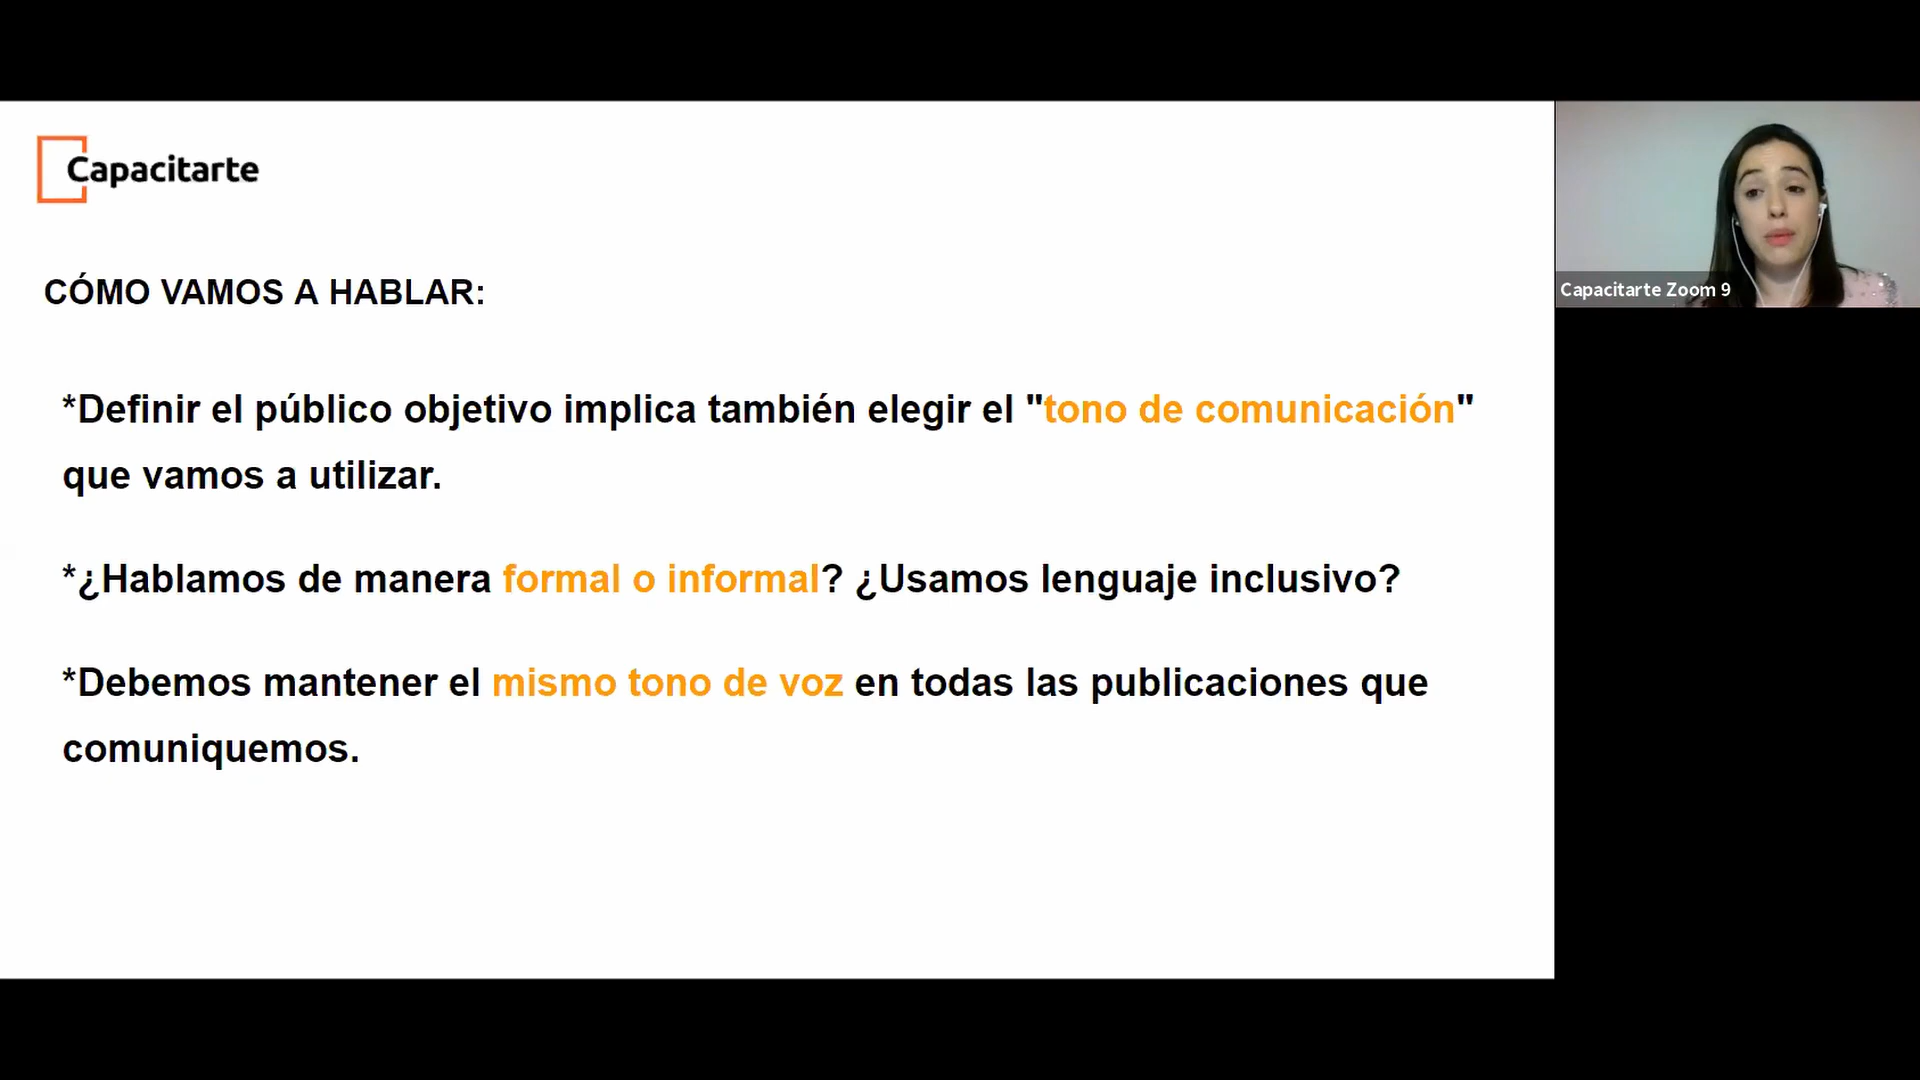 Capacitarte
CÓMO VAMOS A HABLAR:
*Definir el público objetivo implica también elegir el "tono de comunicación"
que vamos a utilizar.
*¿Hablamos de manera formal o informal? ¿Usamos lenguaje inclusivo?
*Debemos mantener el mismo tono de voz en todas las publicaciones que
comuniquemos.
Capacitarte Zoom 9